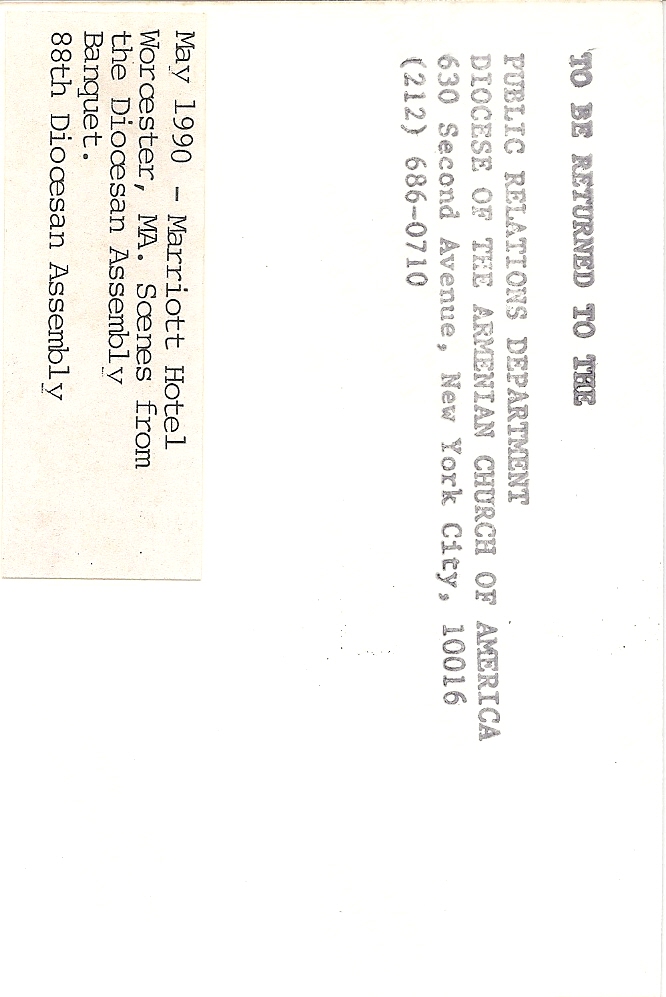 TO BE RETURNED TO THE
PUBLIC RELATIONS DEPARTMENT
DIOCESE OF THE ARMENIAN CHURCH OF AMERICA
630 Second Avenue, New York City, 10016
(212) 686-0710
May 1990 - Marriott Hotel
Worcester, MA. Scenes from
the Diocesan Assembly
Banquet.
88th Diocesan Assembly